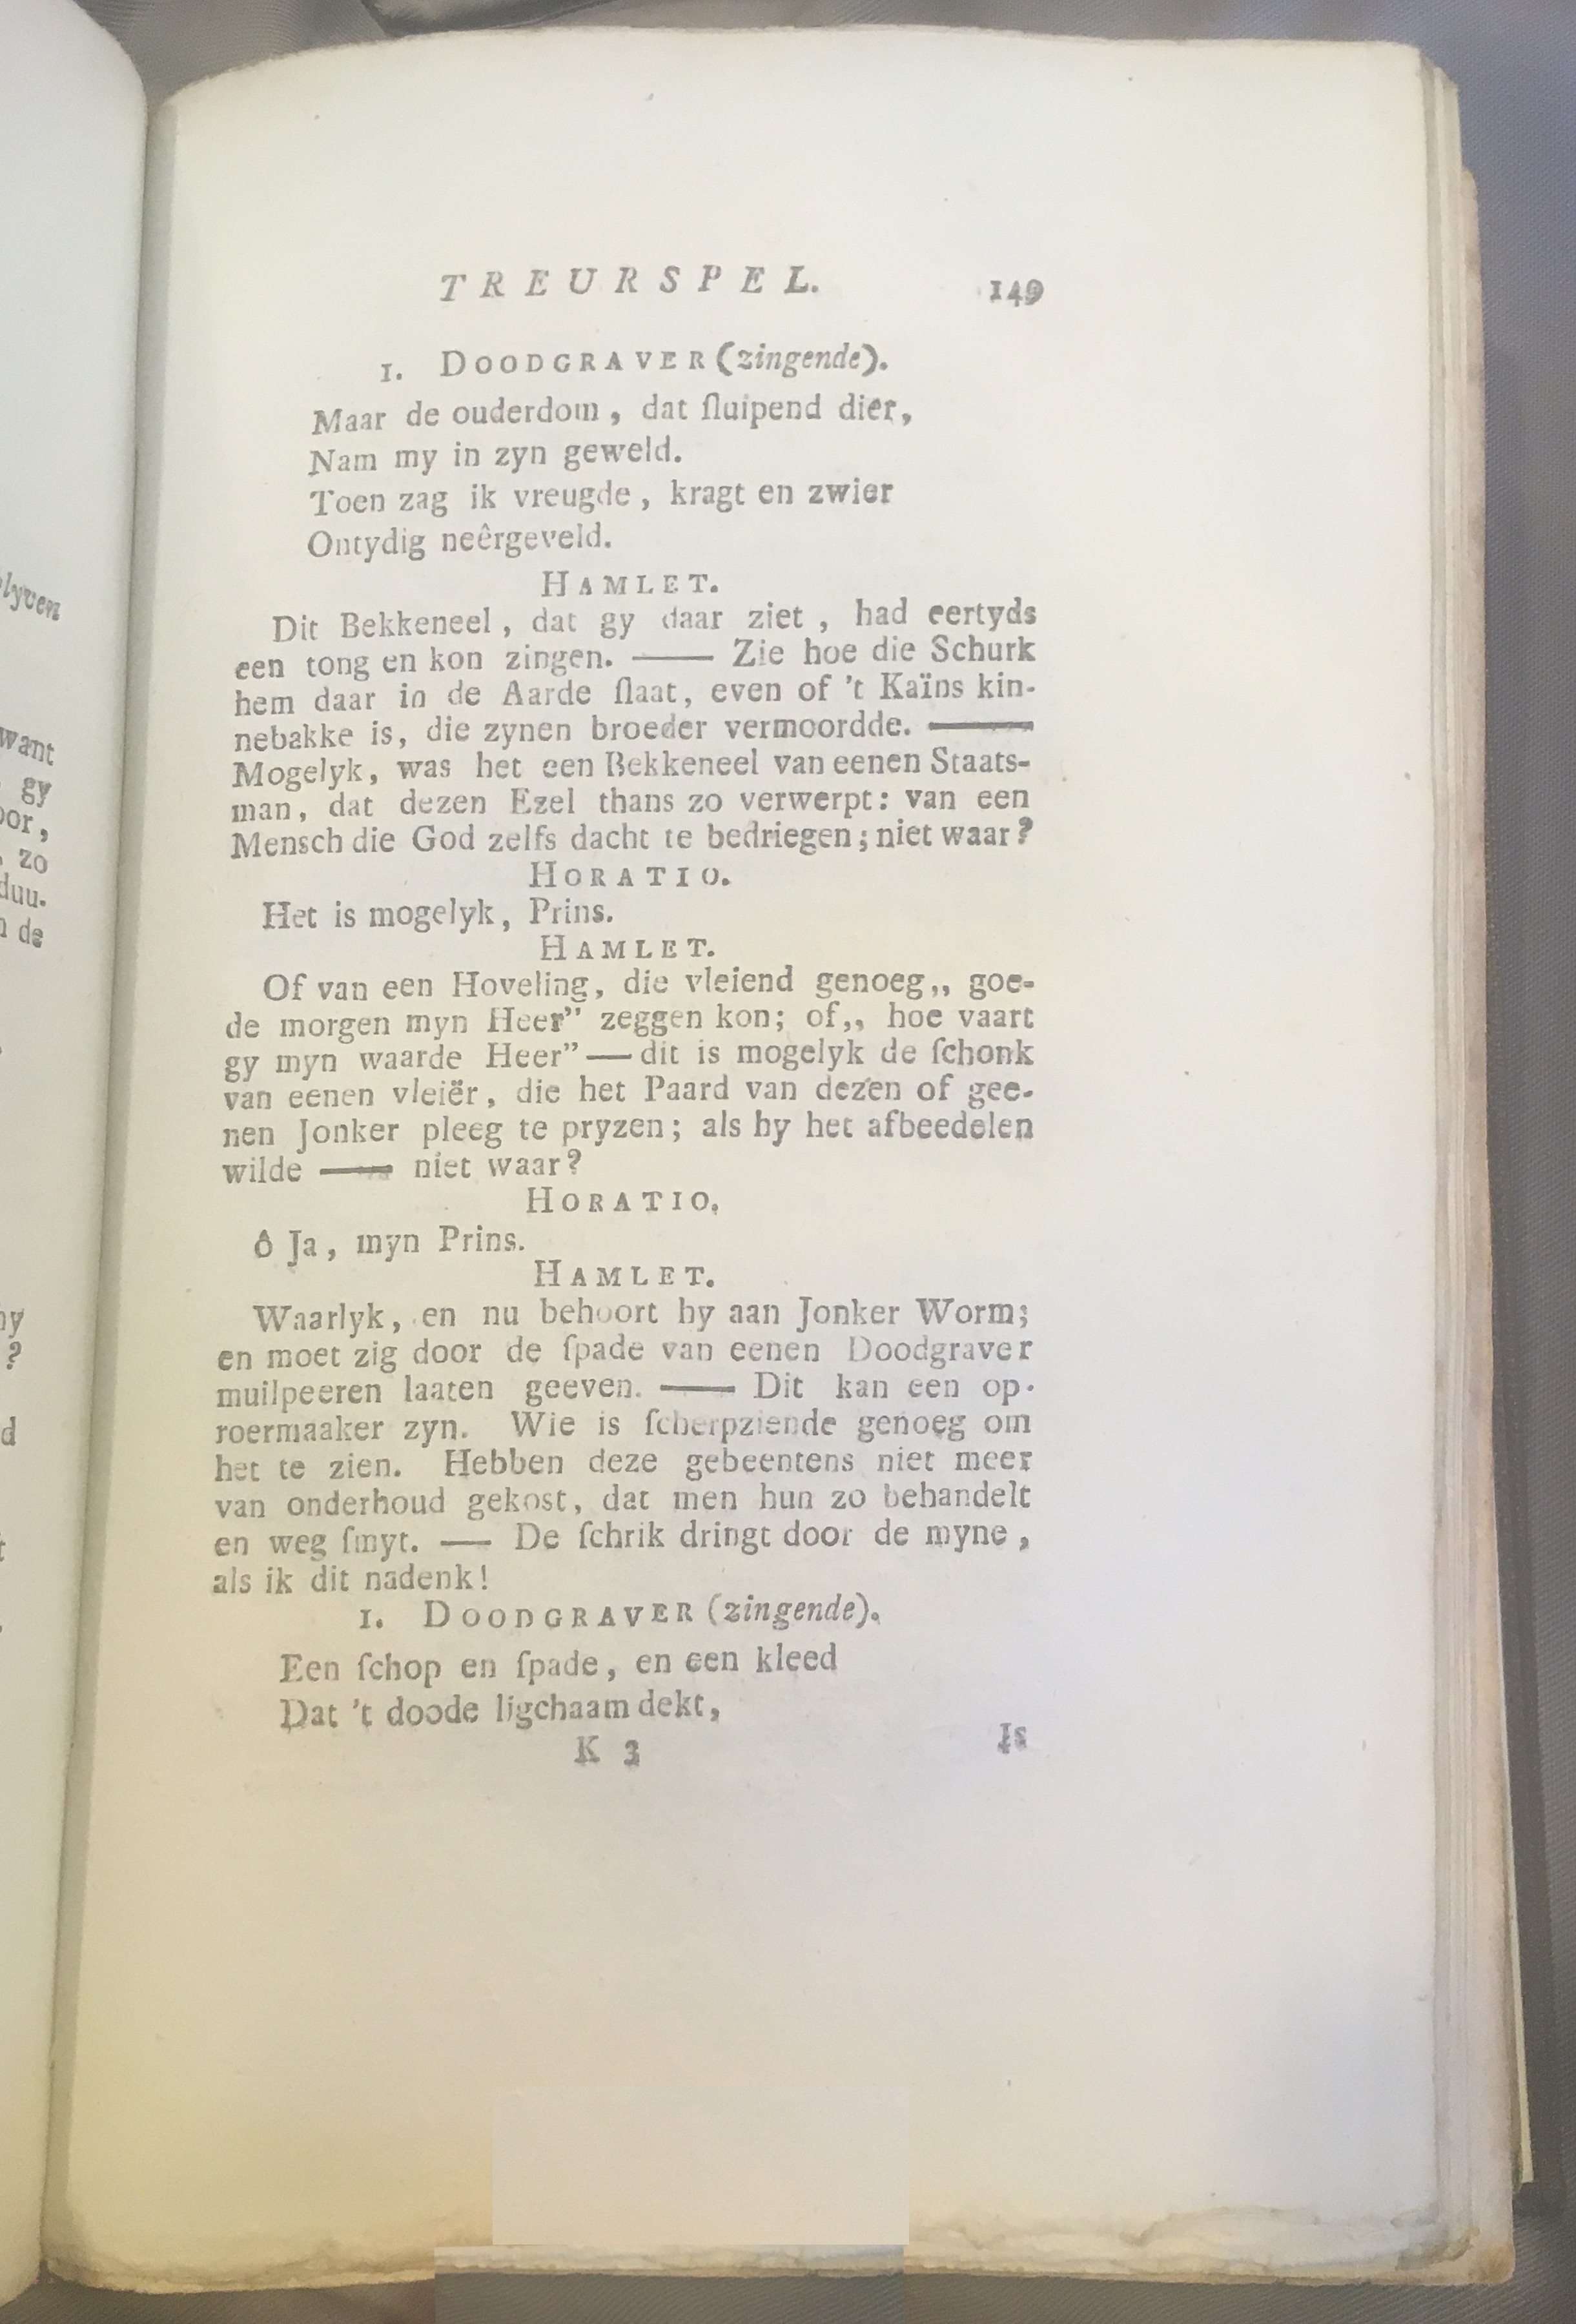 TREURSPEL. 149
1. DOODGRAVER (zingende).
Maar de ouderdom, dat ſluipend dier,
Nam my in zyn geweld.
Toen zag ik vreugde, kragt en zwier
Ontydig neêrgeveld.
HAMLET.
Dit Bekkeneel, dat gy daar ziet, had eertyds
een tong en kon zingen. —— Zie hoe die Schurk
hem daar in de Aarde ſlaat, even of 't Kaïns kin-
nebakke is, die zynen broeder vermoordde. ——
Mogelyk, was het een Bekkeneel van eenen Staats-
man, dat dezen Ezel thans zo verwerpt: van een
Mensch die God zelfs dacht te bedriegen; niet waar?
HORATIO.
Het is mogelyk, Prins.
HAMLET.
Of van een Hoveling, die vleiend genoeg,, goe-
de morgen myn Heer” zeggen kon; of,, hoe vaart
gy myn waarde Heer” — dit is mogelyk de ſchonk
van eenen vleiër, die het Paard van dezen of gee-
nen Jonker pleeg te pryzen; als hy het afbeedelen
wilde —— niet waar?
HORATIO.
ô Ja, myn Prins.
HAMLET.
Waarlyk, en nu behoort hy aan Jonker Worm;
en moet zig door de ſpade van eenen Doodgraver
muilpeeren laaten geeven. —— Dit kan een op-
roermaaker zyn. Wie is ſcherpziende genoeg om
het te zien. Hebben deze gebeentens niet meer
van onderhoud gekost, dat men hun zo behandelt
en weg ſmyt. — De ſchrik dringt door de myne,
als ik dit nadenk!
1. DOODGRAVER (zingende).
Een ſchop en ſpade, en een kleed
Dat 't doode ligchaam dekt,
K 3 Is
lyven
want
gy
oor,
zo
duu-
de
hy
?
d